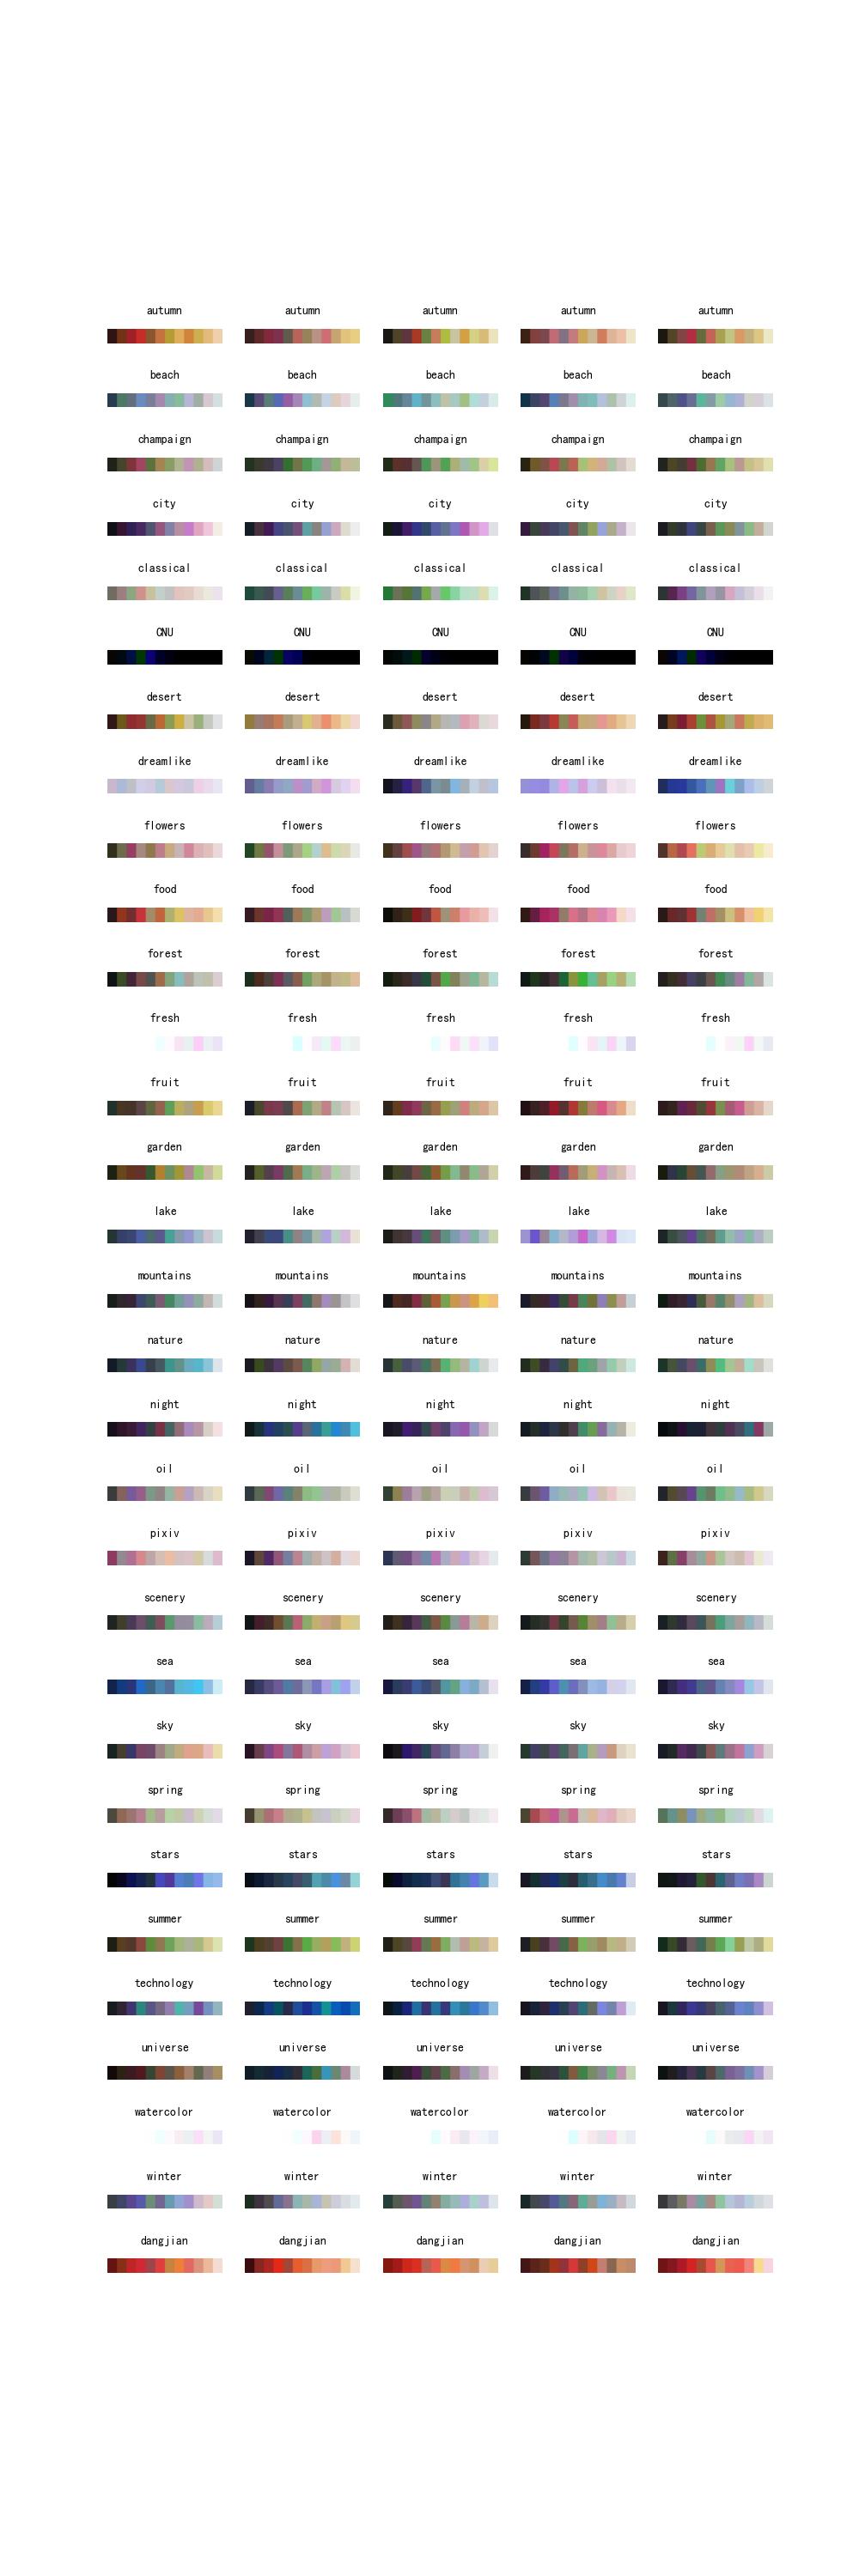 autumn autumn autumn autumn autumn
beach beach beach beach beach
champaign champaign champaign champaign champaign
city city city city city
classical classical classical classical classical
CNU CNU CNU CNU CNU
desert desert desert desert desert
dreamlike dreamlike dreamlike dreamlike dreamlike
flowers flowers flowers flowers flowers
food food food food food
forest forest forest forest forest
fresh fresh fresh fresh fresh
fruit fruit fruit fruit fruit
garden garden garden garden garden
lake lake lake lake lake
mountains mountains mountains mountains mountains
nature nature nature nature nature
night night night night night
oil oil oil oil oil
pixiv pixiv pixiv pixiv pixiv
scenery scenery scenery scenery scenery
sea sea sea sea sea
sky sky sky sky sky
spring spring spring spring spring
stars stars stars stars stars
summer summer summer summer summer
technology technology technology technology technology
universe universe universe universe universe
watercolor watercolor watercolor watercolor watercolor
winter winter winter winter winter
dangjian dangjian dangjian dangjian dangjian